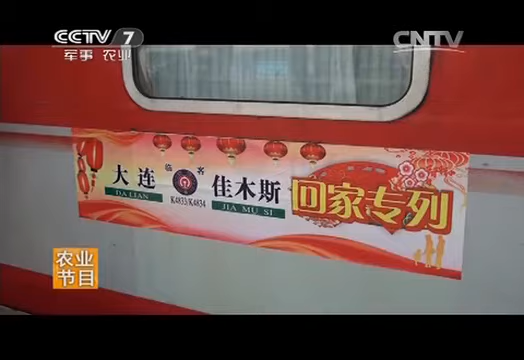 CCTV 7
军事 农业
CNTV
大连
DA LIAN
临 客
K4833/K4834
佳木斯
JIA MU SI
回家专列
农业
节目